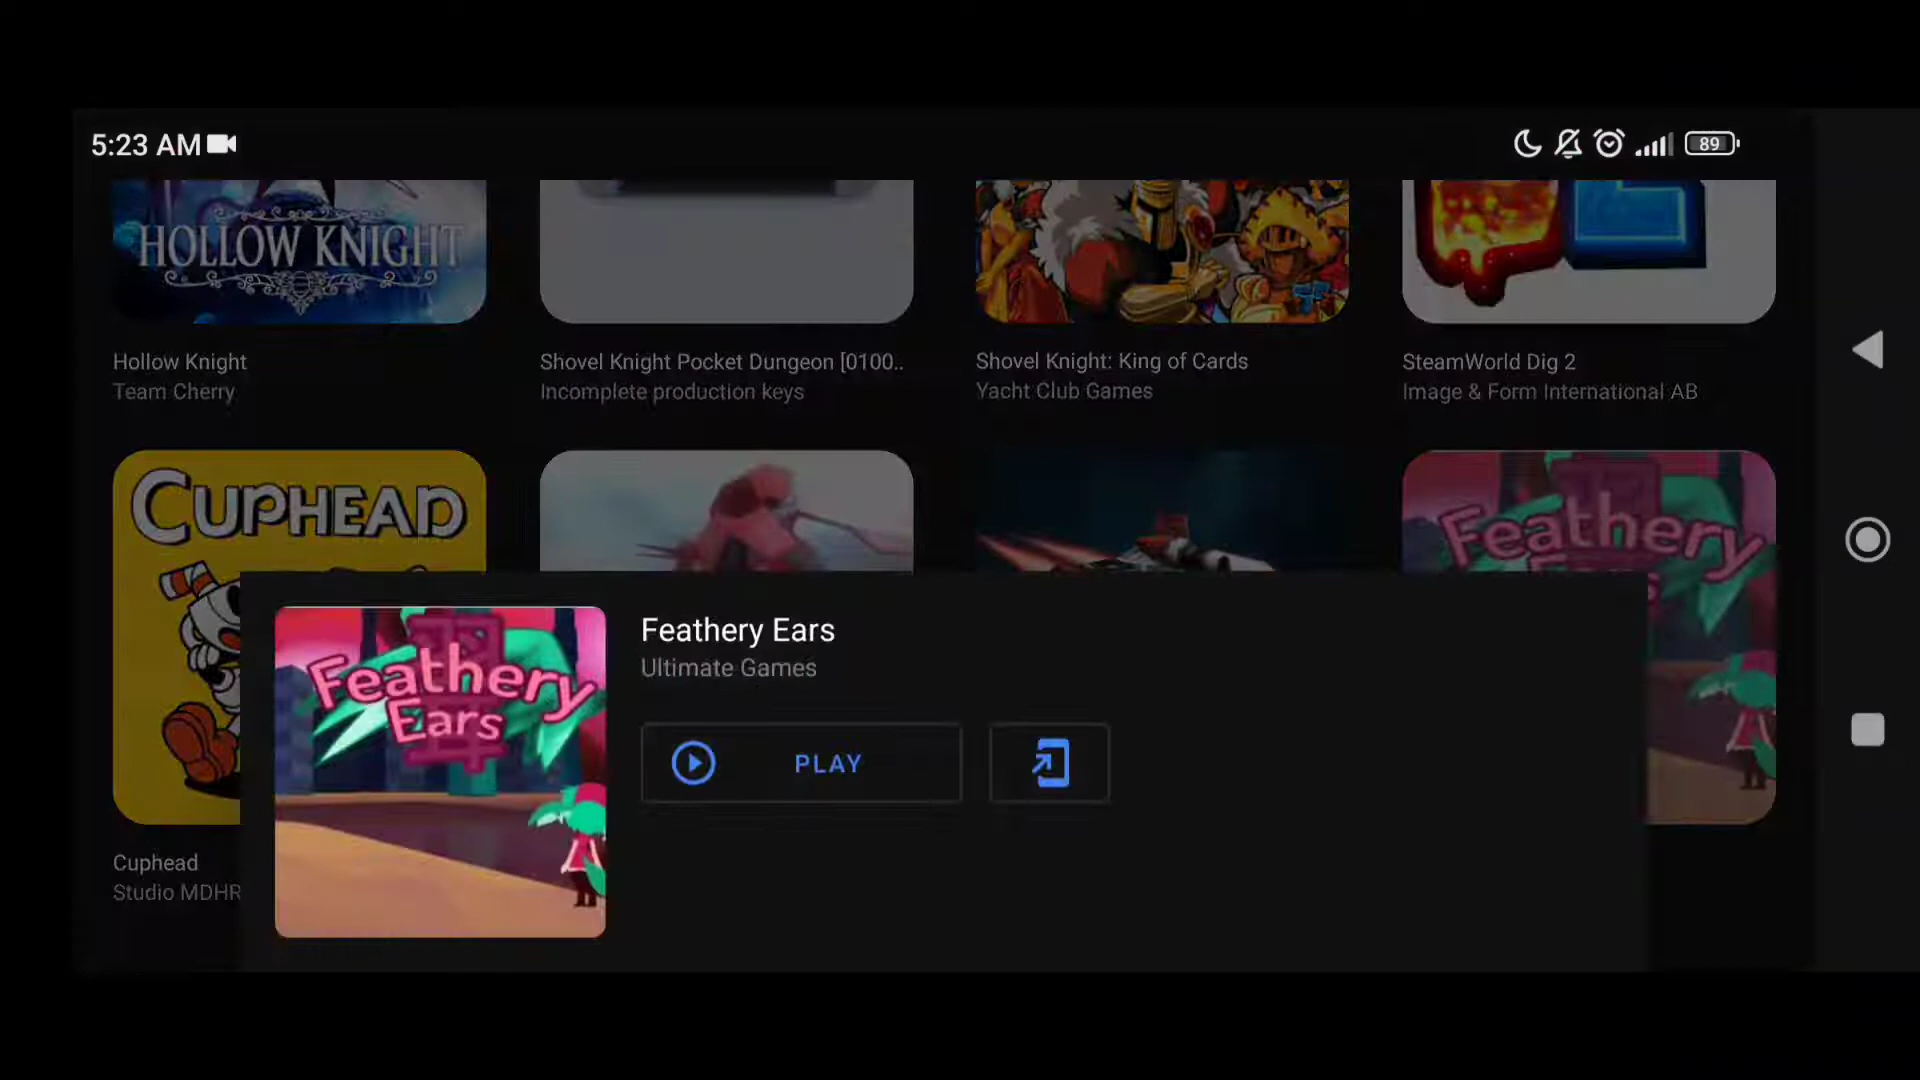 5:23 AM
89
HOLLOW KNIGHT
Hollow Knight
Team Cherry
Shovel Knight Pocket Dungeon [0100..
Incomplete production keys
Shovel Knight: King of Cards
Yacht Club Games
SteamWorld Dig 2
Image & Form International AB
CUPHEAD
Feathery
Feathery
Ears
Feathery Ears
Ultimate Games
PLAY
Cuphead
Studio MDHR